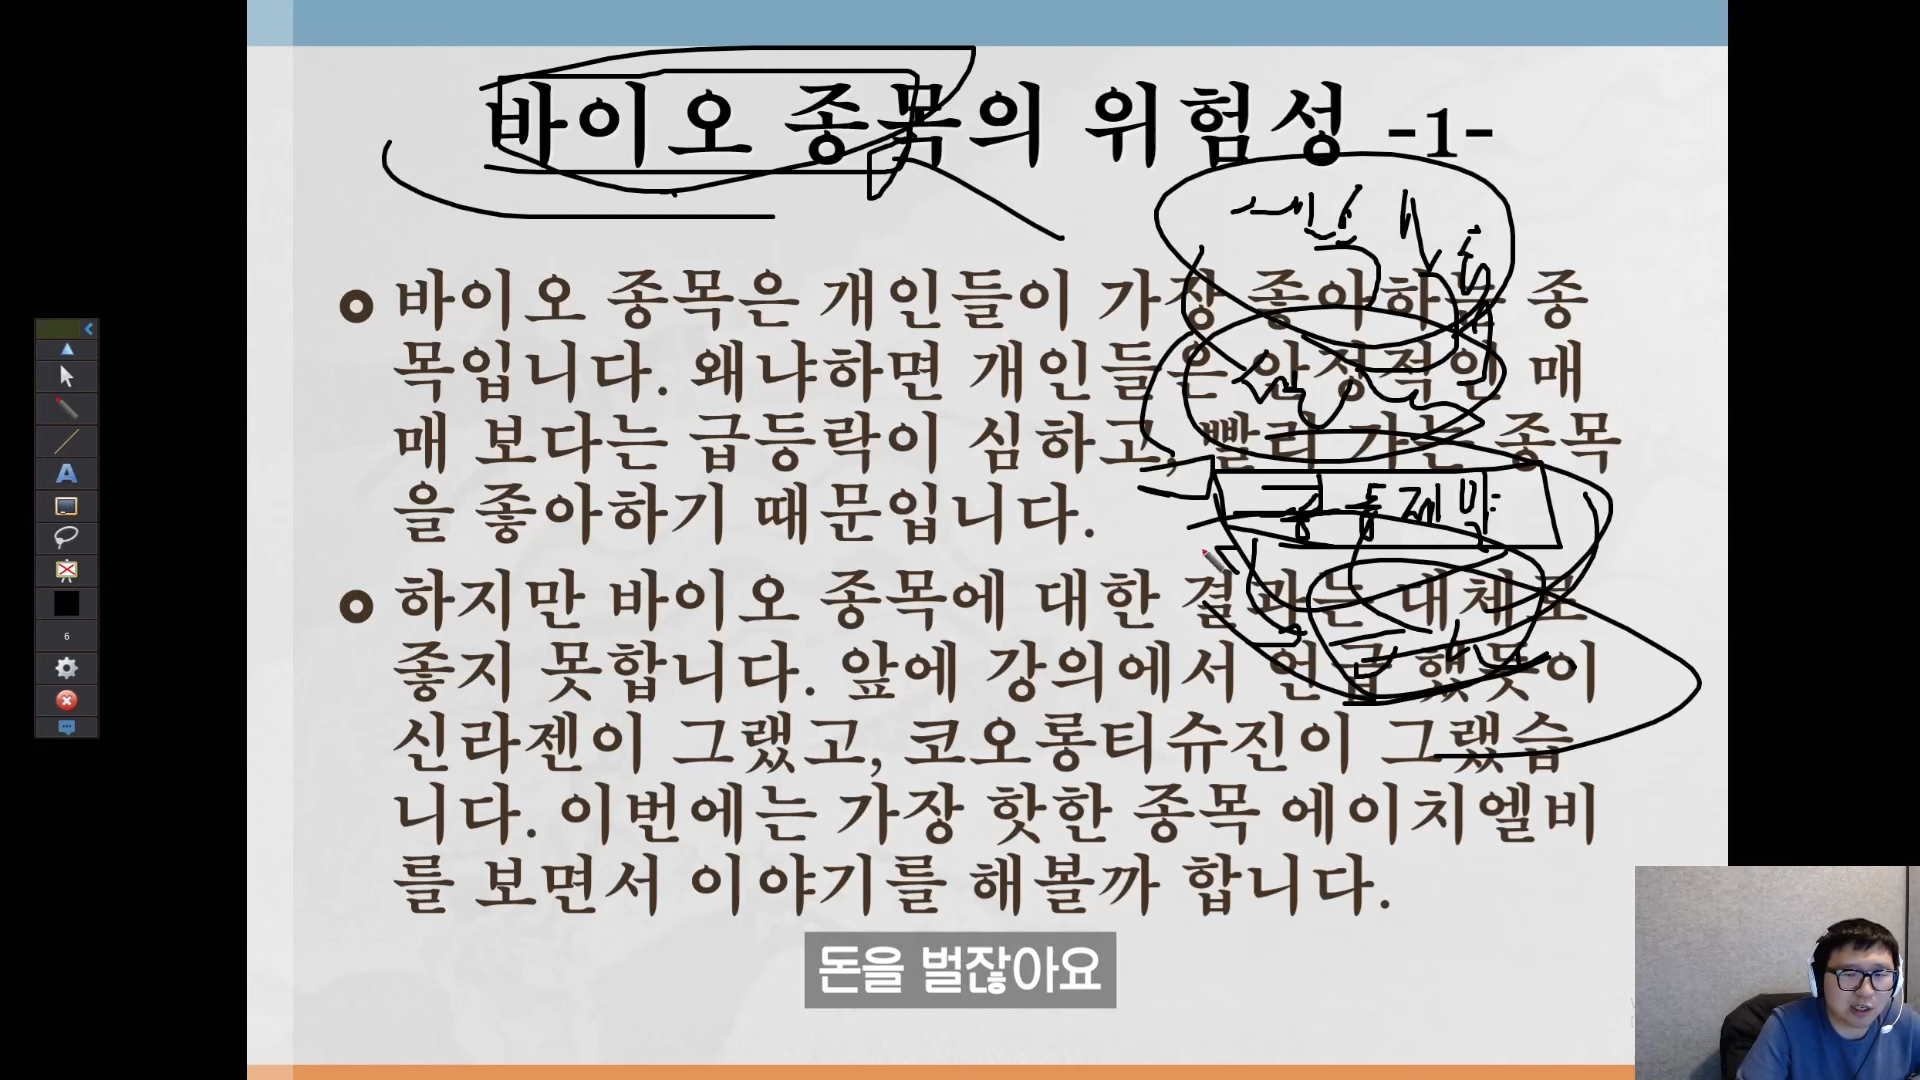 바이오 종목의 위험성 -1-
바이오 종목은 개인들이 가장 좋아하는 종
목입니다. 왜냐하면 개인들은 안정적인 매
매 보다는 급등락이 심하고, 빨리 가는 종목
을 좋아하기 때문입니다.
하지만 바이오 종목에 대한 결과는 대체로
좋지 못합니다. 앞에 강의에서 언급 했듯이
신라젠이 그랬고, 코오롱티슈진이 그랬습
니다. 이번에는 가장 핫한 종목 에이치엘비
를 보면서 이야기를 해볼까 합니다.
돈을 벌잖아요
A
6